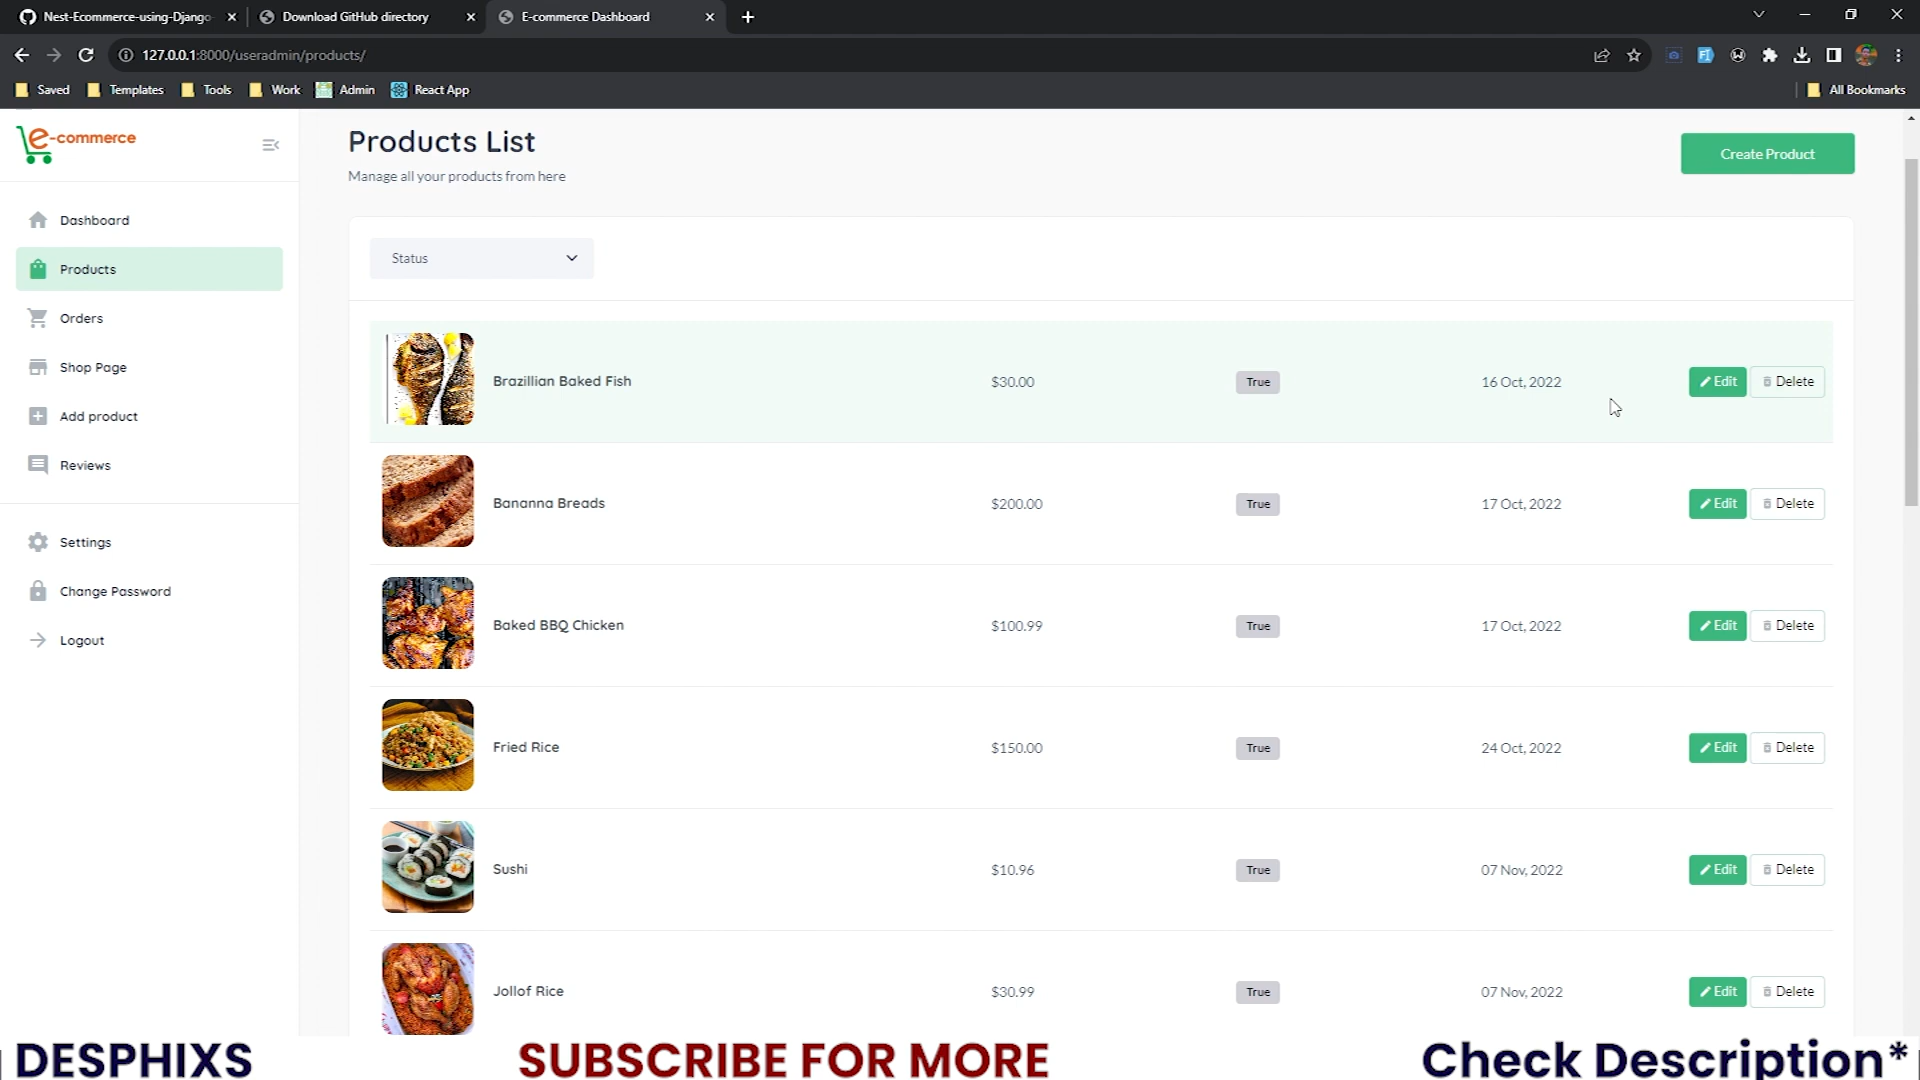 Nest-Ecommerce-using-Django
Download GitHub directory
E-commerce Dashboard
127.0.0.1:8000/useradmin/products/
Saved
Templates
Tools
Work
Admin
React App
All Bookmarks
e-commerce
Dashboard
Products
Orders
Shop Page
Add product
Reviews
Settings
Change Password
Logout
Products List
Manage all your products from here
Create Product
Status
Brazillian Baked Fish $30.00 True 16 Oct, 2022 Edit Delete
Bananna Breads $200.00 True 17 Oct, 2022 Edit Delete
Baked BBQ Chicken $100.99 True 17 Oct, 2022 Edit Delete
Fried Rice $150.00 True 24 Oct, 2022 Edit Delete
Sushi $10.96 True 07 Nov, 2022 Edit Delete
Jollof Rice $30.99 True 07 Nov, 2022 Edit Delete
DESPHIXS
SUBSCRIBE FOR MORE
Check Description*